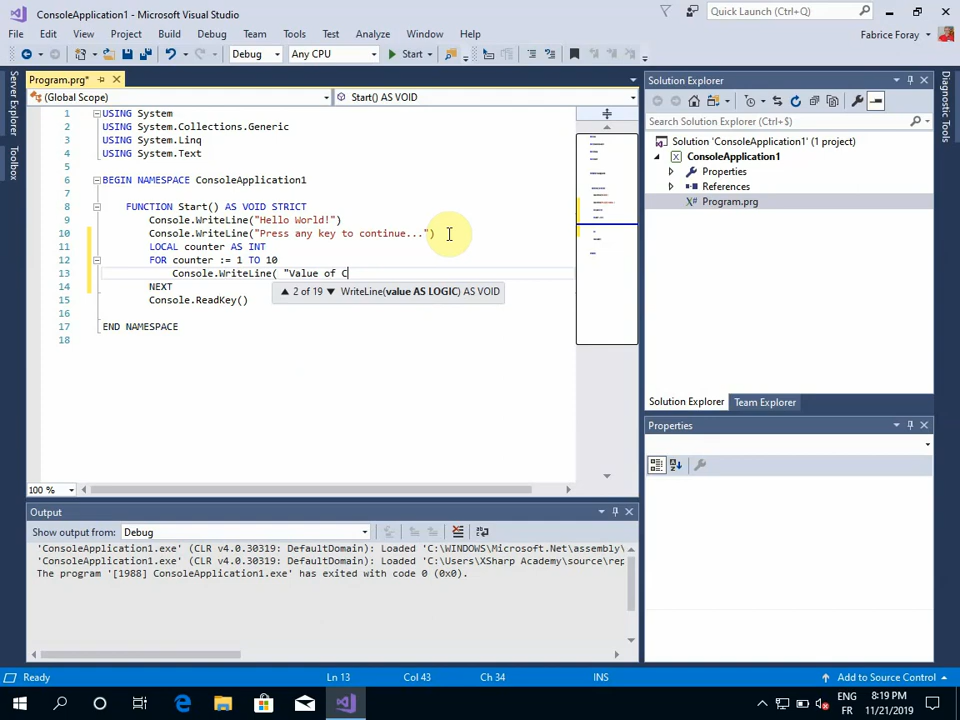 ConsoleApplication1 - Microsoft Visual Studio
Quick Launch (Ctrl+Q)
File Edit View Project Build Debug Team Tools Test Analyze Window Help
Fabrice Foray
Debug Any CPU Start
Server Explorer
Toolbox
Program.prg*
(Global Scope) Start() AS VOID
1 USING System
2 USING System.Collections.Generic
3 USING System.Linq
4 USING System.Text
5
6 BEGIN NAMESPACE ConsoleApplication1
7
8 FUNCTION Start() AS VOID STRICT
9 Console.WriteLine("Hello World!")
10 Console.WriteLine("Press any key to continue...")
11 LOCAL counter AS INT
12 FOR counter := 1 TO 10
13 Console.WriteLine( "Value of C
2 of 19 WriteLine(value AS LOGIC) AS VOID
14 NEXT
15 Console.ReadKey()
16
17 END NAMESPACE
18
100 %
Solution Explorer
Search Solution Explorer (Ctrl+$)
Solution 'ConsoleApplication1' (1 project)
ConsoleApplication1
Properties
References
Program.prg
Solution Explorer Team Explorer
Properties
Diagnostic Tools
Output
Show output from: Debug
'ConsoleApplication1.exe' (CLR v4.0.30319: DefaultDomain): Loaded 'C:\WINDOWS\Microsoft.Net\assembly\
'ConsoleApplication1.exe' (CLR v4.0.30319: DefaultDomain): Loaded 'C:\Users\XSharp Academy\source\rep
The program '[1988] ConsoleApplication1.exe' has exited with code 0 (0x0).
Ready Ln 13 Col 43 Ch 34 INS Add to Source Control
ENG
FR
8:19 PM
11/21/2019